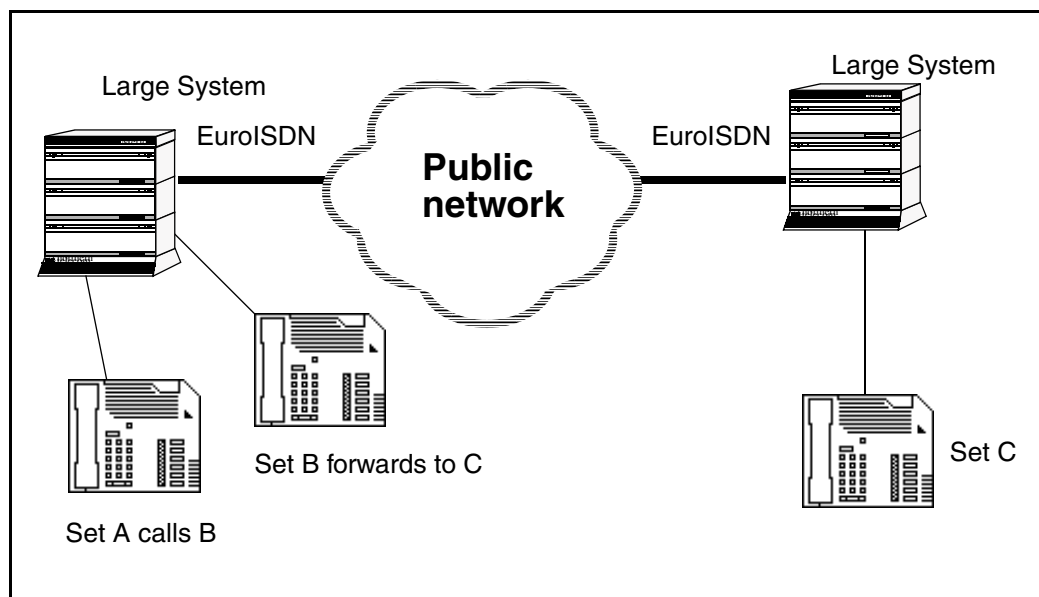 Large System
Large System
EuroISDN
EuroISDN
Public
network
Set B forwards to C
Set C
Set A calls B